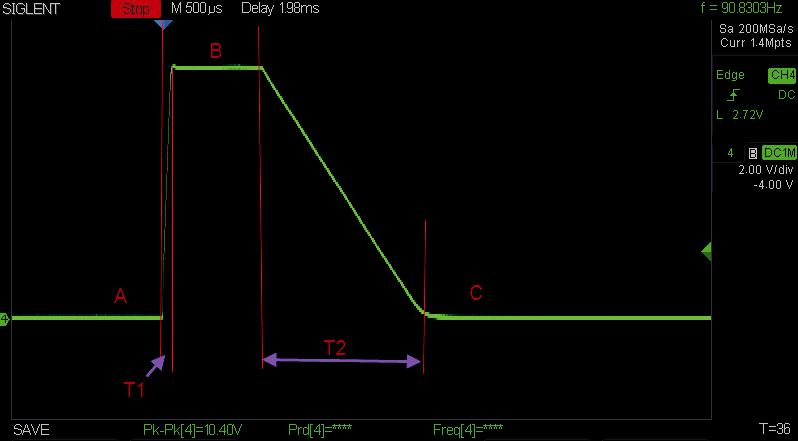 SIGLENT Stop M 500µs Delay 1.98ms f = 90.8303Hz
Sa 200MSa/s
Curr 1.4Mpts
B
Edge CH4
DC
L 2.72V
4 B DC1M
2.00 V/div
-4.00 V
A
C
4
T2
T1
SAVE Pk-Pk[4]=10.40V Prd[4]=**** Freq[4]=**** T=36